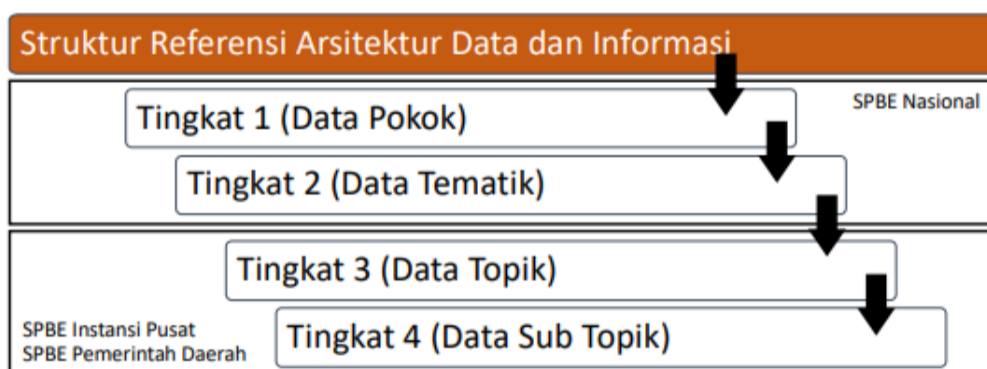 Struktur Referensi Arsitektur Data dan Informasi
Tingkat 1 (Data Pokok)
SPBE Nasional
Tingkat 2 (Data Tematik)
Tingkat 3 (Data Topik)
Tingkat 4 (Data Sub Topik)
SPBE Instansi Pusat
SPBE Pemerintah Daerah